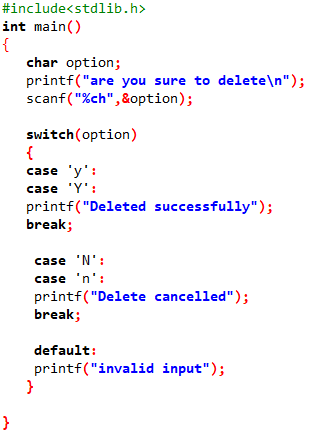 #include<stdlib.h>
int main()
{
char option;
printf("are you sure to delete\n");
scanf("%ch",&option);
switch(option)
{
case 'y':
case 'Y':
printf("Deleted successfully");
break;
case 'N':
case 'n':
printf("Delete cancelled");
break;
default:
printf("invalid input");
}
}